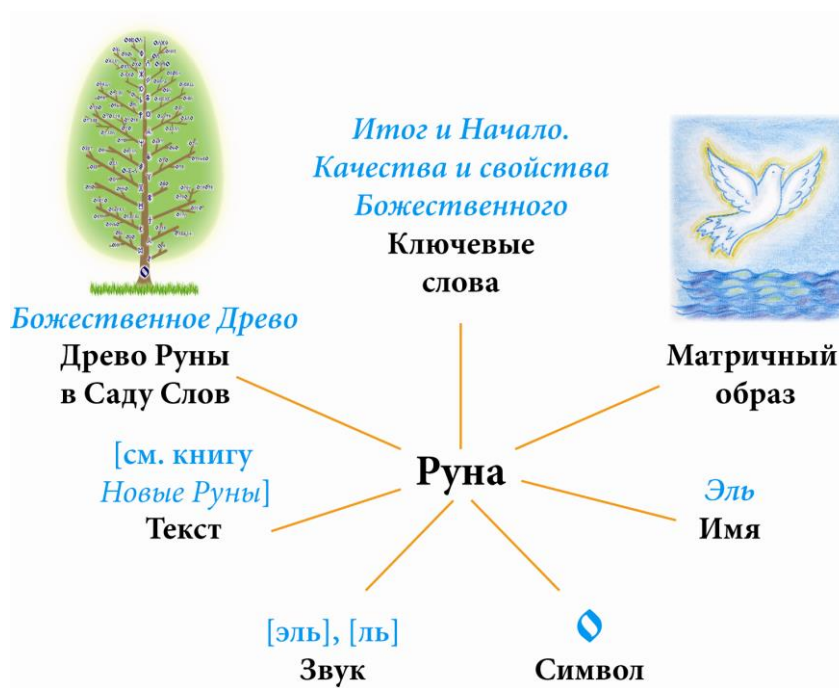 Итог и Начало.
Качества и свойства
Божественного
Ключевые
слова
Божественное Древо
Древо Руны
в Саду Слов
Матричный
образ
[см. книгу
Новые Руны]
Текст
Руна
Эль
Имя
[эль], [ль]
Звук
Символ